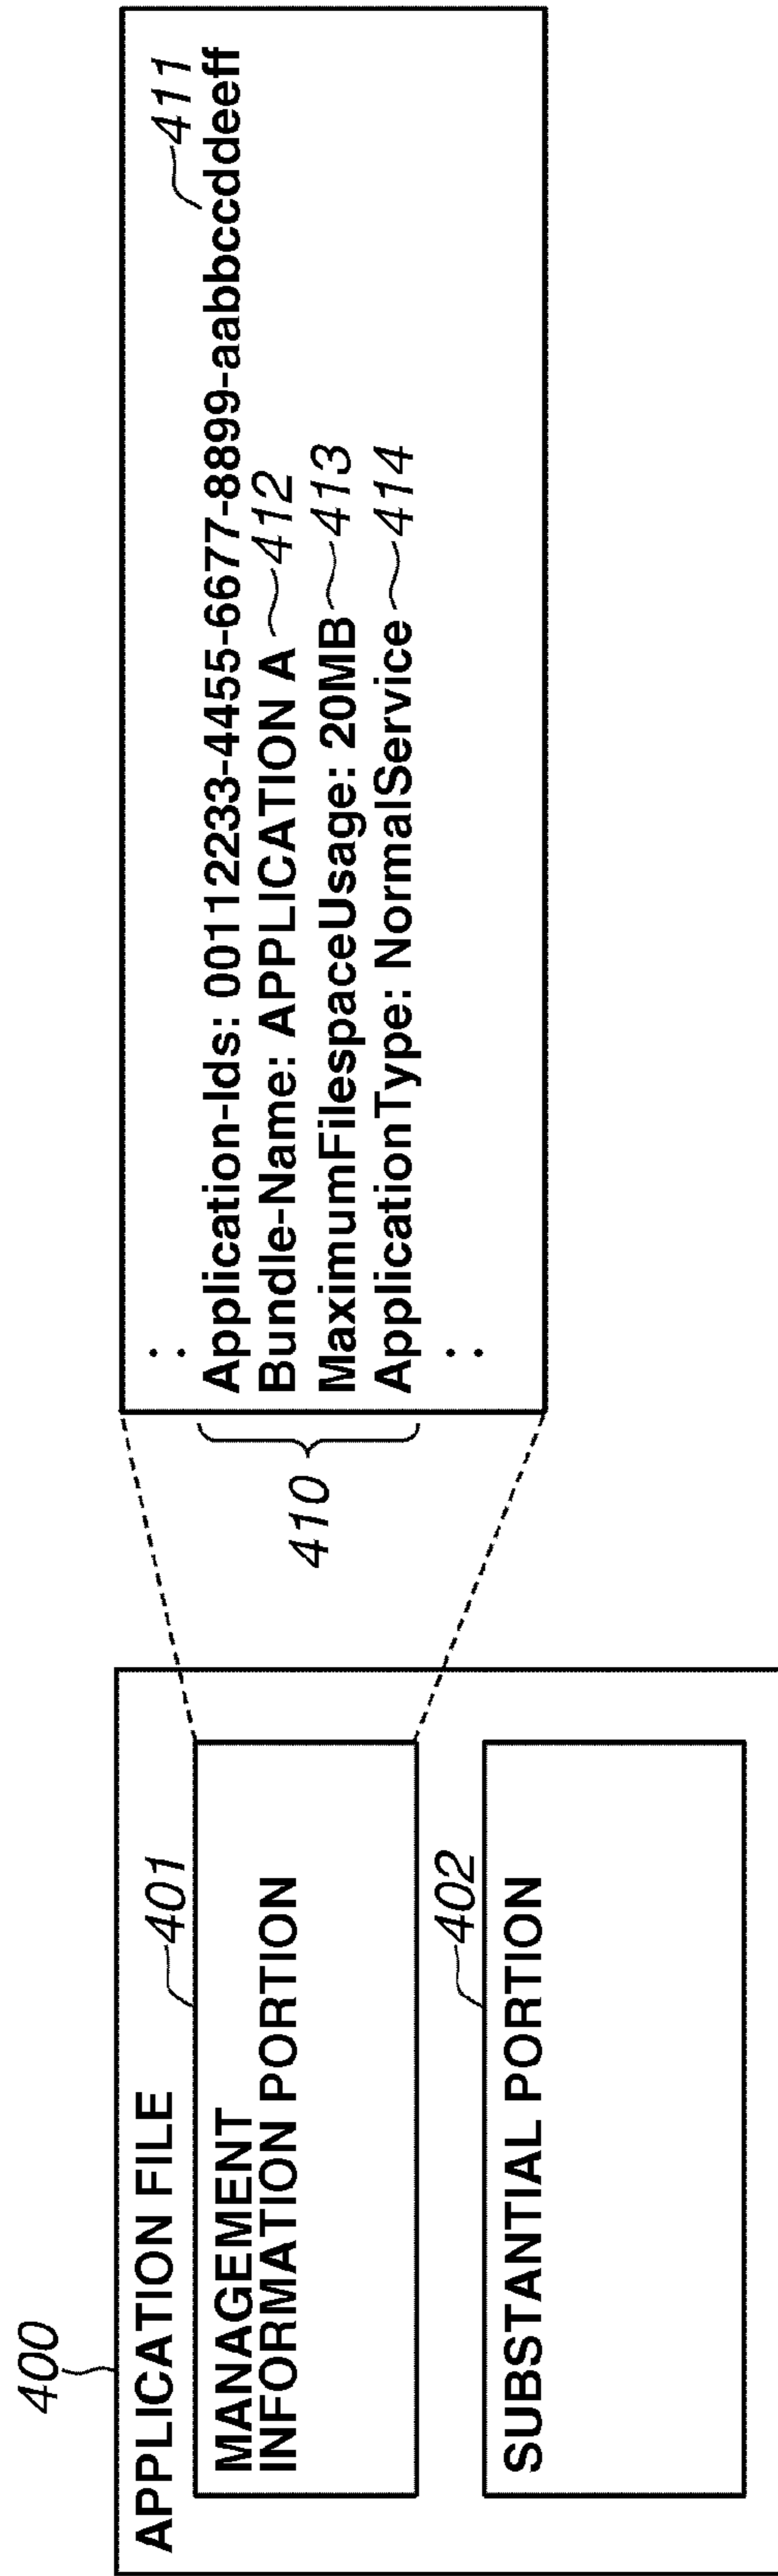 400
APPLICATION FILE
401
MANAGEMENT
INFORMATION PORTION
402
SUBSTANTIAL PORTION
410
:
Application-Ids: 00112233-4455-6677-8899-aabbccddeeff 411
Bundle-Name: APPLICATION A 412
MaximumFilespaceUsage: 20MB 413
ApplicationType: NormalService 414
: